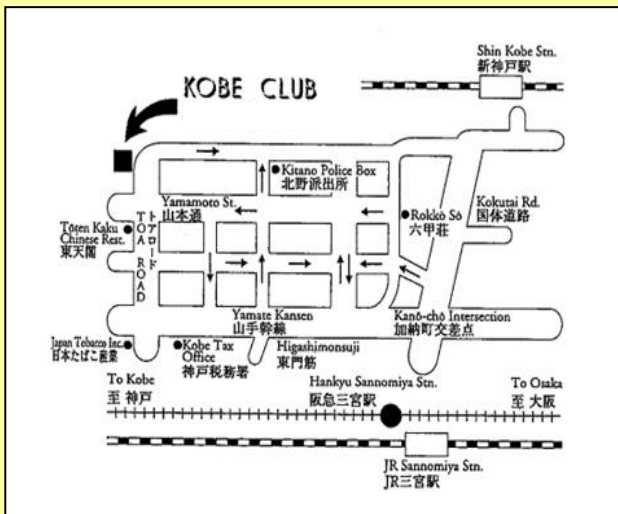 Shin Kobe Stn.
新神戸駅
KOBE CLUB
Kitano Police Box
北野派出所
Yamamoto St.
山本通
Kokutai Rd.
国体道路
Rokkō Sō
六甲荘
Tōten Kaku
Chinese Rest.
東天閣
トアロード
TOA ROAD
Yamate Kansen
山手幹線
Kanō-chō Intersection
加納町交差点
Japan Tobacco Inc.
日本たばこ産業
Kobe Tax
Office
神戸税務署
Higashimonsuji
東門筋
To Kobe
至 神戸
Hankyu Sannomiya Stn.
阪急三宮駅
To Osaka
至 大阪
JR Sannomiya Stn.
JR三宮駅